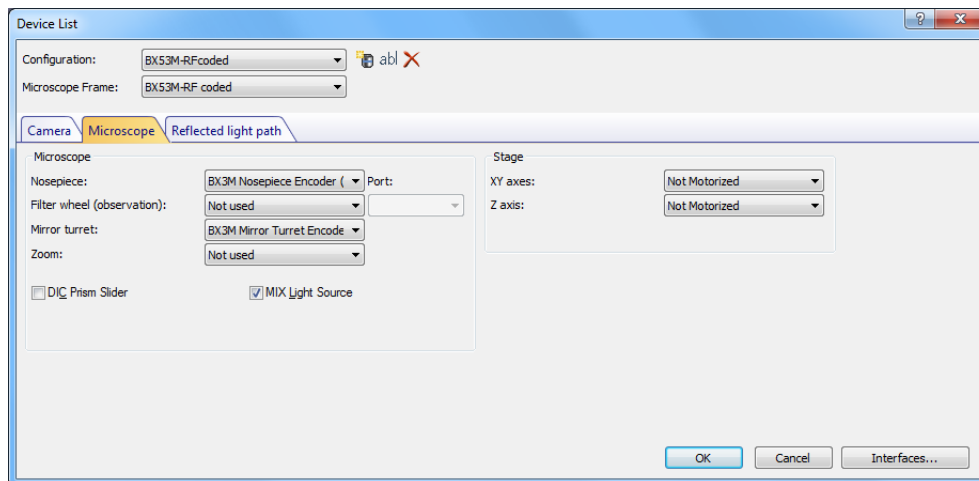 Device List
Configuration: BX53M-RFcoded abl
Microscope Frame: BX53M-RF coded
Camera Microscope Reflected light path
Microscope
Nosepiece: BX3M Nosepiece Encoder ( Port:
Filter wheel (observation): Not used
Mirror turret: BX3M Mirror Turret Encode
Zoom: Not used
DIC Prism Slider MIX Light Source
Stage
XY axes: Not Motorized
Z axis: Not Motorized
OK Cancel Interfaces...